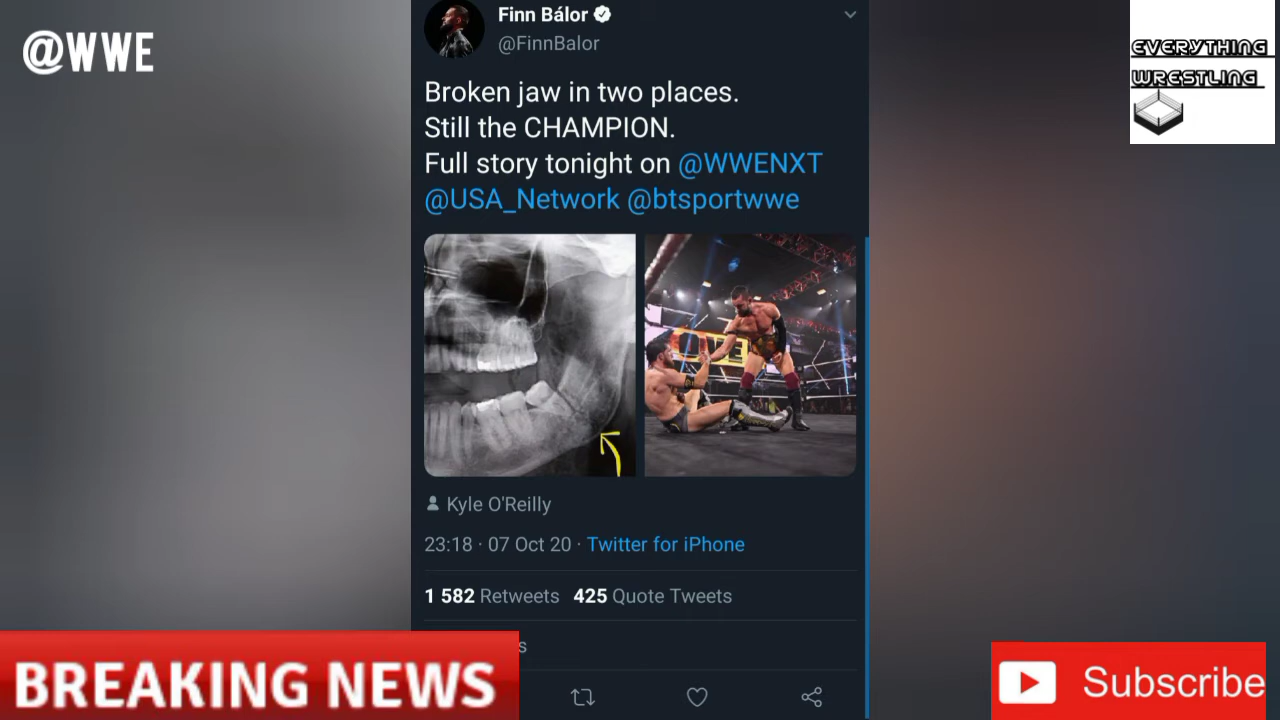 @WWE
Finn Bálor
@FinnBalor
EVERYTHING
WRESTLING
Broken jaw in two places.
Still the CHAMPION.
Full story tonight on @WWENXT
@USA_Network @btsportwwe
Kyle O'Reilly
23:18 · 07 Oct 20 · Twitter for iPhone
1 582 Retweets 425 Quote Tweets
s
BREAKING NEWS
Subscribe